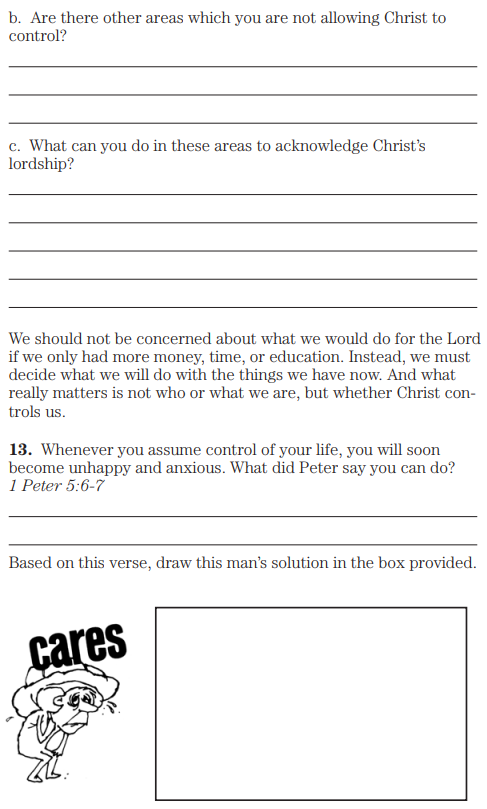 b. Are there other areas which you are not allowing Christ to
control?
c. What can you do in these areas to acknowledge Christ's
lordship?
We should not be concerned about what we would do for the Lord
if we only had more money, time, or education. Instead, we must
decide what we will do with the things we have now. And what
really matters is not who or what we are, but whether Christ con-
trols us.
13. Whenever you assume control of your life, you will soon
become unhappy and anxious. What did Peter say you can do?
1 Peter 5:6-7
Based on this verse, draw this man's solution in the box provided.
cares